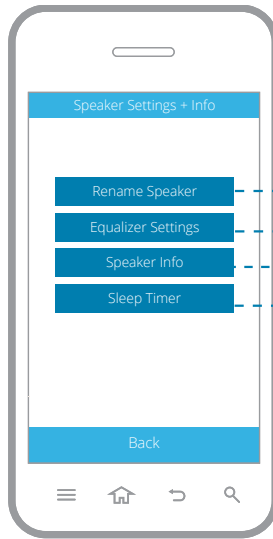 Speaker Settings + Info
Rename Speaker
Equalizer Settings
Speaker Info
Sleep Timer
Back